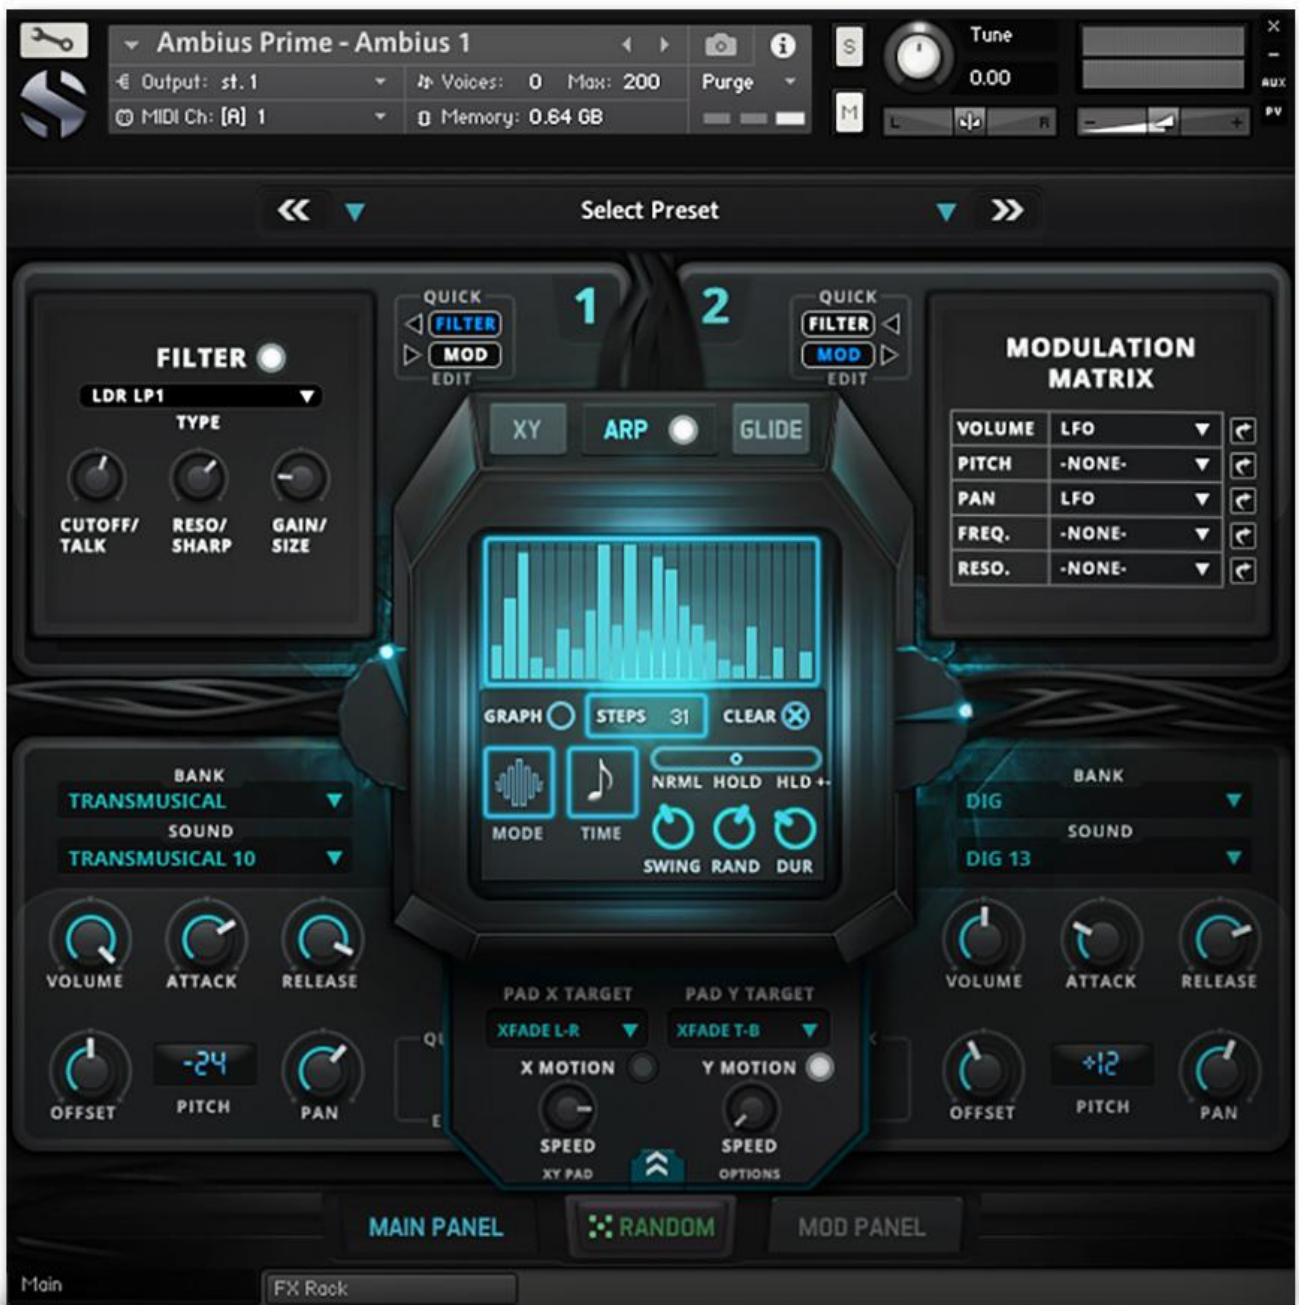 Ambius Prime - Ambius 1
Output: st. 1
Voices: 0 Max: 200
Purge
MIDI Ch: [A] 1
Memory: 0.64 GB
S
M
Tune
0.00
L
R
-
+
×
-
AUX
PV
Select Preset
FILTER
LDR LP1
TYPE
CUTOFF/
TALK
RESO/
SHARP
GAIN/
SIZE
QUICK
FILTER
MOD
EDIT
1
2
QUICK
FILTER
MOD
EDIT
MODULATION
MATRIX
VOLUME LFO
PITCH -NONE-
PAN LFO
FREQ. -NONE-
RESO. -NONE-
XY
ARP
GLIDE
GRAPH
STEPS 31
CLEAR
MODE
TIME
NRML HOLD HLD +-
SWING RAND DUR
BANK
TRANSMUSICAL
SOUND
TRANSMUSICAL 10
VOLUME
ATTACK
RELEASE
OFFSET
-24
PITCH
PAN
BANK
DIG
SOUND
DIG 13
VOLUME
ATTACK
RELEASE
OFFSET
+12
PITCH
PAN
PAD X TARGET
PAD Y TARGET
XFADE L-R
XFADE T-B
X MOTION
Y MOTION
SPEED
SPEED
XY PAD
OPTIONS
MAIN PANEL
RANDOM
MOD PANEL
Main
FX Rack